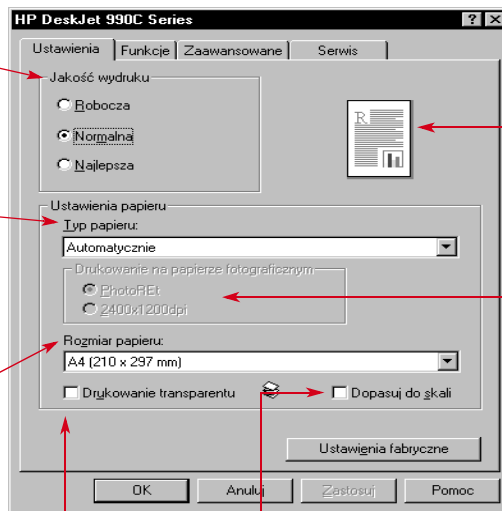 HP DeskJet 990C Series
Ustawienia Funkcje Zaawansowane Serwis
Jakość wydruku
Robocza
Normalna
Najlepsza
R
Ustawienia papieru
Typ papieru:
Automatycznie
Drukowanie na papierze fotograficznym
PhotoREt
2400x1200dpi
Rozmiar papieru:
A4 (210 x 297 mm)
Drukowanie transparentu Dopasuj do skali
Ustawienia fabryczne
OK Anuluj Zastosuj Pomoc